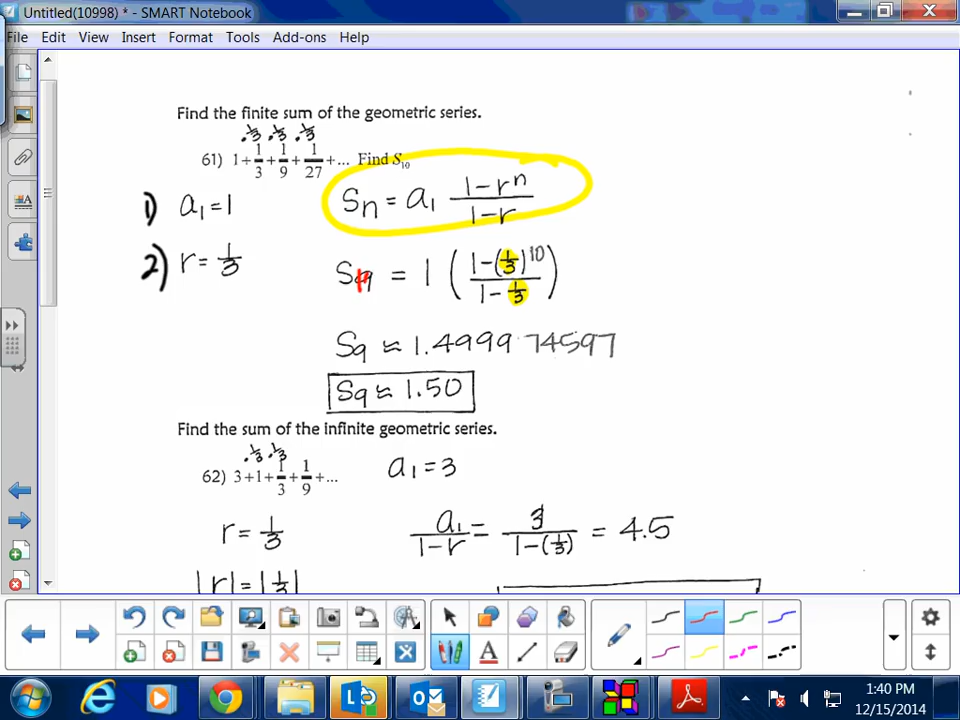 Untitled(10998) * - SMART Notebook
File Edit View Insert Format Tools Add-ons Help
Find the finite sum of the geometric series.
·1/3 ·1/3 ·1/3
61) 1 + 1/3 + 1/9 + 1/27 + ... Find S₁₀
1) a₁ = 1
Sn = a₁ (1-rⁿ)/(1-r)
2) r = 1/3
= 1 ( (1-(1/3)¹⁰)/(1-1/3) )
S9 ≈ 1.499974597
S9 ≈ 1.50
Find the sum of the infinite geometric series.
·1/3 ·1/3
62) 3+1+ 1/3 + 1/9 + ...
a₁ = 3
r = 1/3
a₁/(1-r) = 3/(1-(1/3)) = 4.5
|r| = |1/3|
1:40 PM
12/15/2014